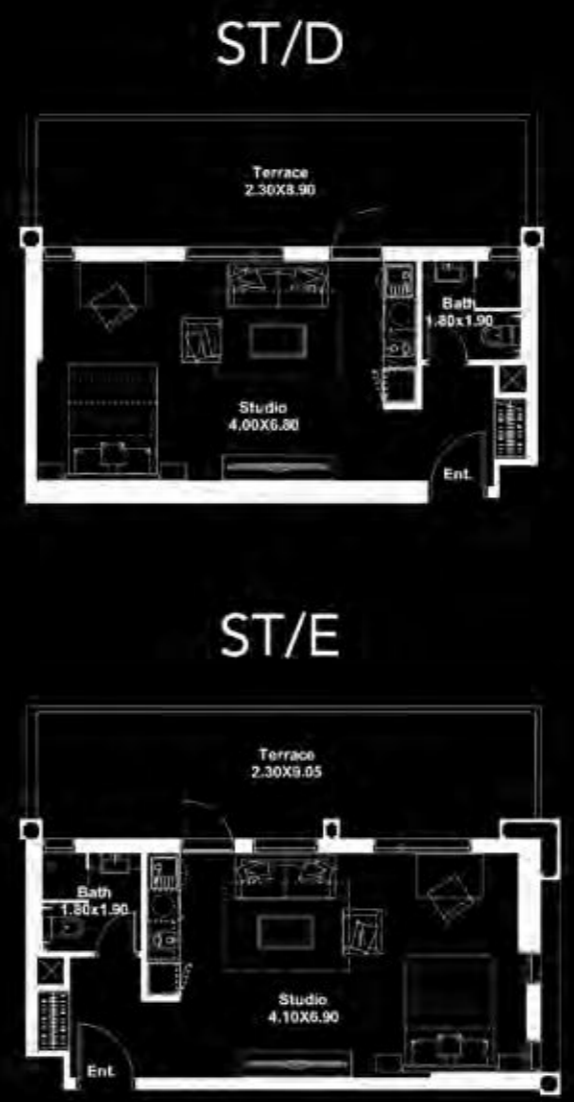 ST/D
Terrace
2.30X8.90
Bath
1.80x1.90
Studio
4.00X6.80
Ent.
ST/E
Terrace
2.30X9.05
Bath
1.80x1.90
Studio
4.10X6.90
Ent.